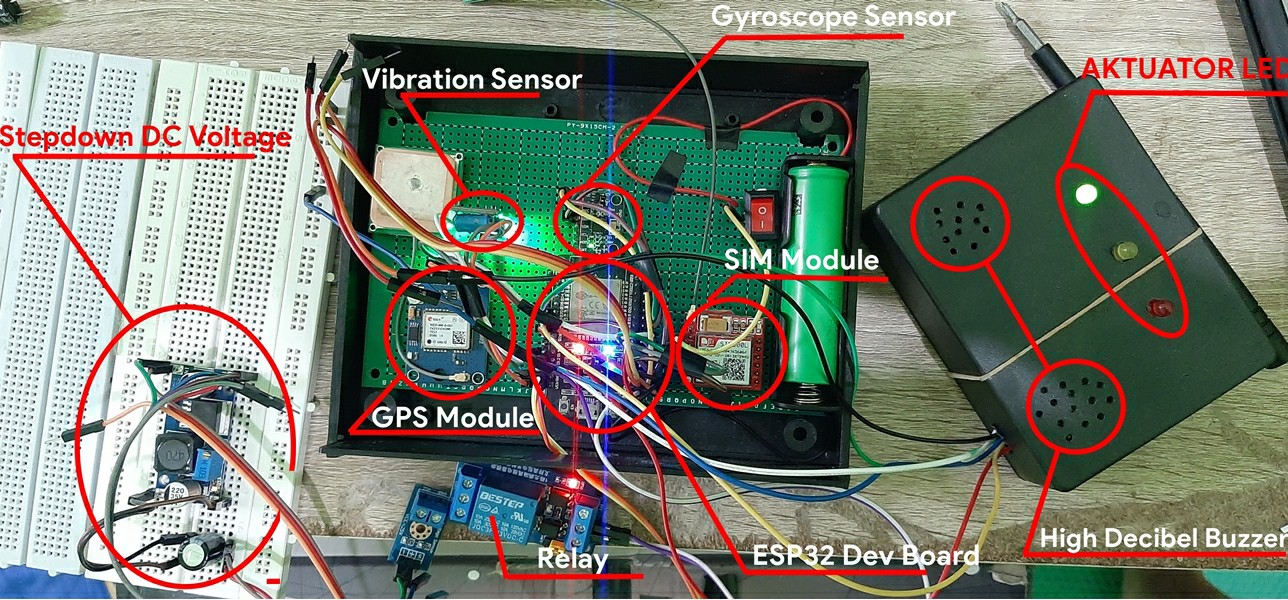 Gyroscope Sensor
Vibration Sensor
AKTUATOR LED
Stepdown DC Voltage
SIM Module
GPS Module
High Decibel Buzzer
Relay
ESP32 Dev Board
BESTEP